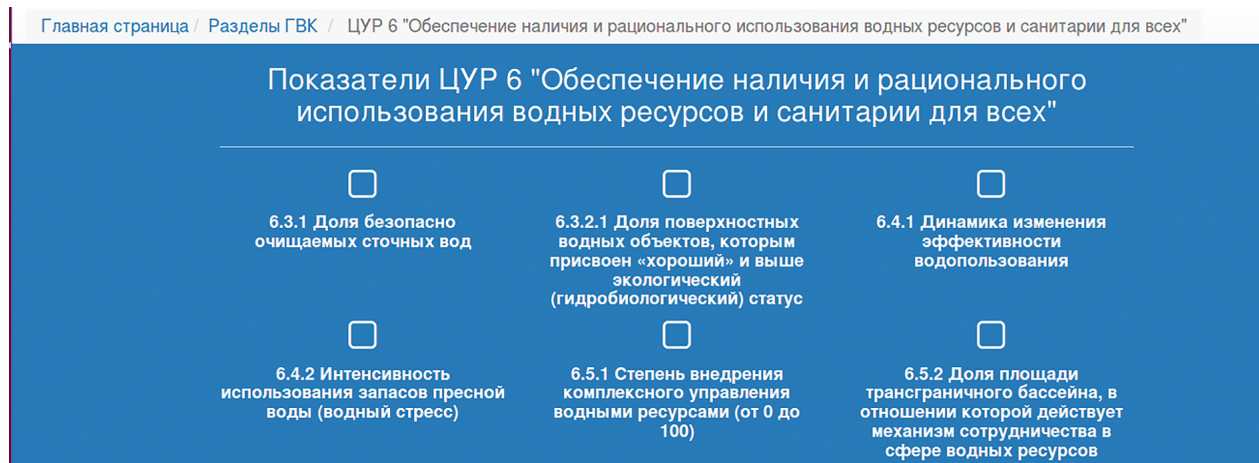 Главная страница / Разделы ГВК / ЦУР 6 "Обеспечение наличия и рационального использования водных ресурсов и санитарии для всех"
Показатели ЦУР 6 "Обеспечение наличия и рационального
использования водных ресурсов и санитарии для всех"
6.3.1 Доля безопасно
очищаемых сточных вод
6.3.2.1 Доля поверхностных
водных объектов, которым
присвоен «хороший» и выше
экологический
(гидробиологический) статус
6.4.1 Динамика изменения
эффективности
водопользования
6.4.2 Интенсивность
использования запасов пресной
воды (водный стресс)
6.5.1 Степень внедрения
комплексного управления
водными ресурсами (от 0 до
100)
6.5.2 Доля площади
трансграничного бассейна, в
отношении которой действует
механизм сотрудничества в
сфере водных ресурсов